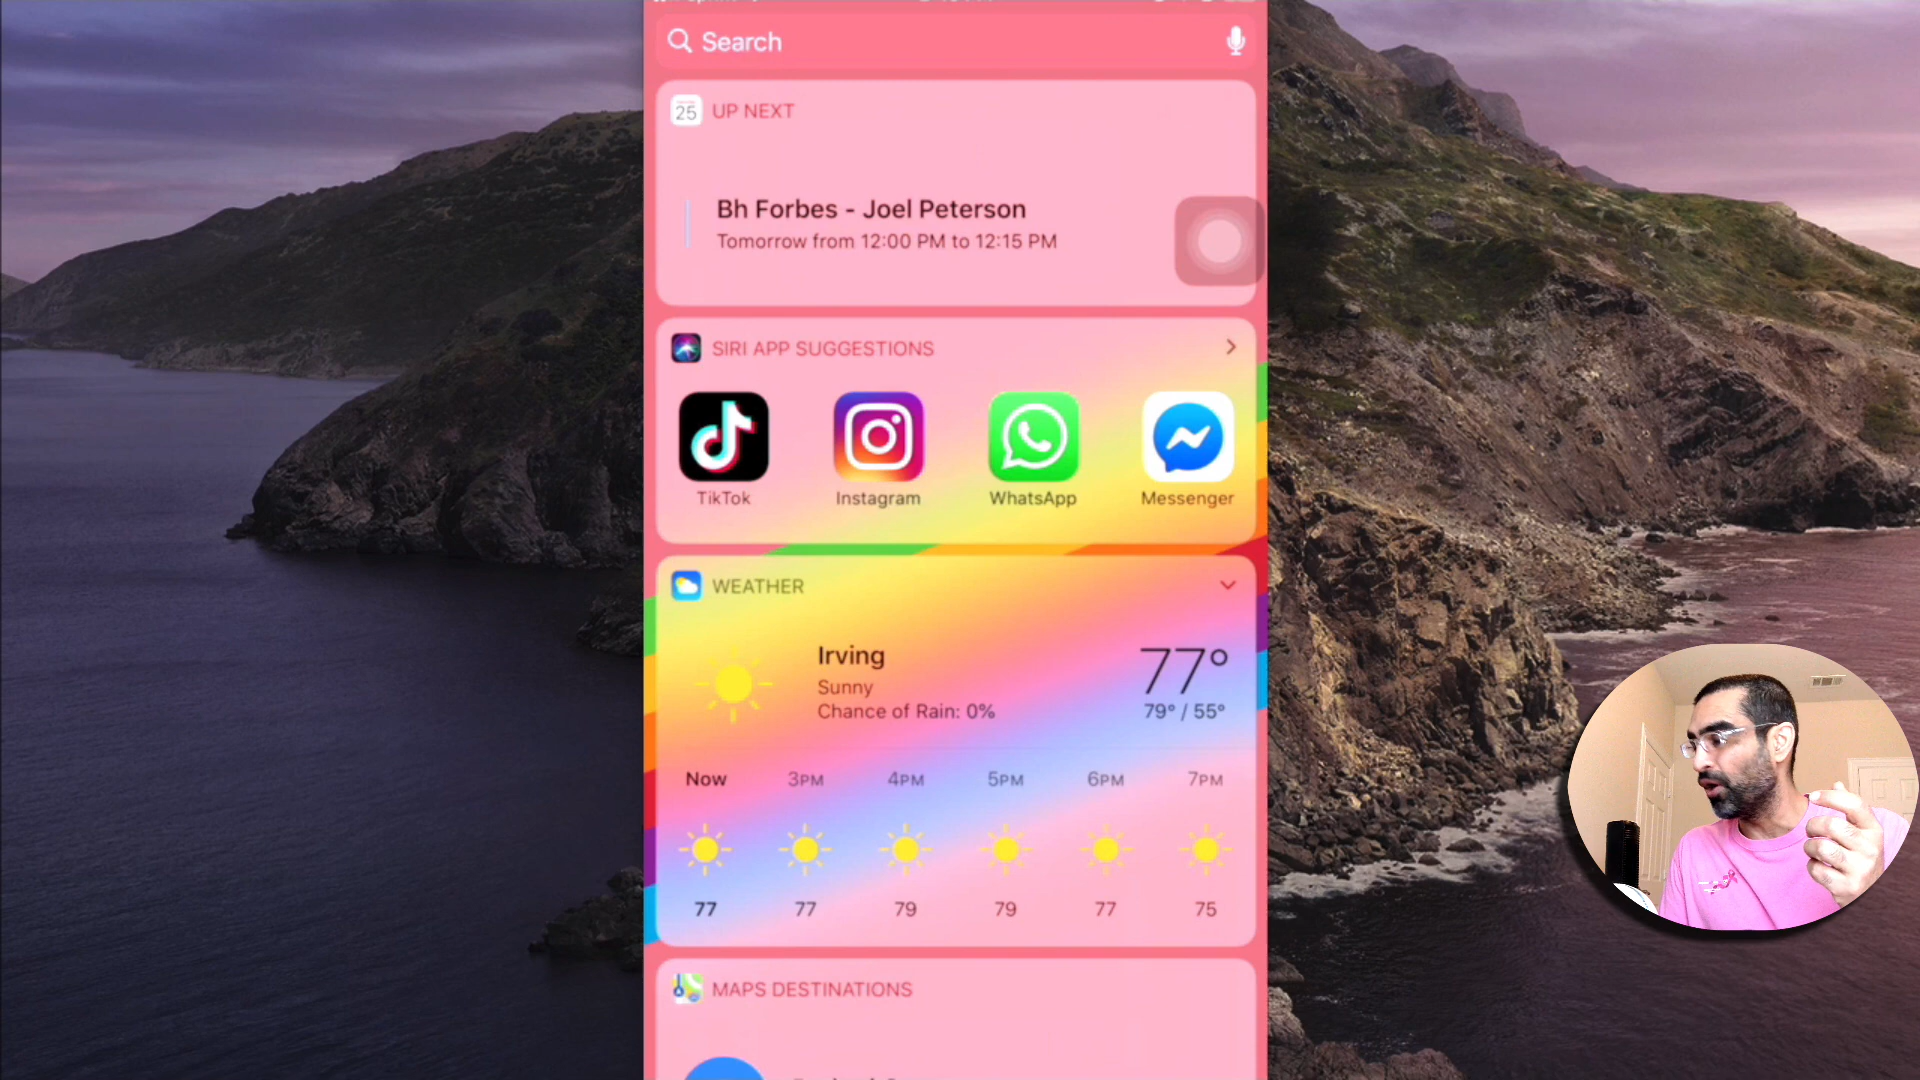 Search
25 UP NEXT
Bh Forbes - Joel Peterson
Tomorrow from 12:00 PM to 12:15 PM
SIRI APP SUGGESTIONS
TikTok Instagram WhatsApp Messenger
WEATHER
Irving 77°
Sunny
Chance of Rain: 0% 79° / 55°
Now 3PM 4PM 5PM 6PM 7PM
77 77 79 79 77 75
MAPS DESTINATIONS